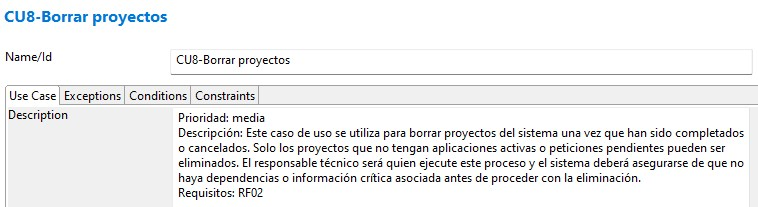 CU8-Borrar proyectos
Name/Id
CU8-Borrar proyectos
Use Case Exceptions Conditions Constraints
Description
Prioridad: media
Descripción: Este caso de uso se utiliza para borrar proyectos del sistema una vez que han sido completados
o cancelados. Solo los proyectos que no tengan aplicaciones activas o peticiones pendientes pueden ser
eliminados. El responsable técnico será quien ejecute este proceso y el sistema deberá asegurarse de que no
haya dependencias o información crítica asociada antes de proceder con la eliminación.
Requisitos: RF02